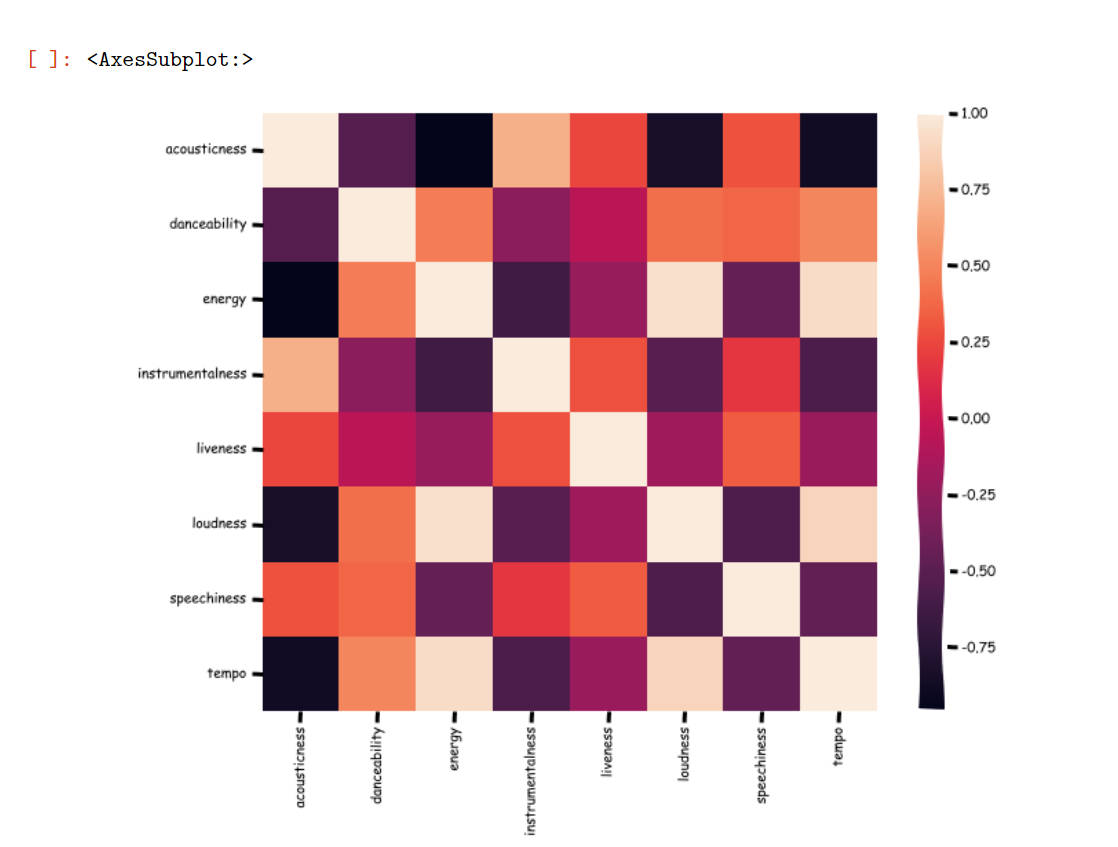 [ ]: <AxesSubplot:>
acousticness
danceability
energy
instrumentalness
liveness
loudness
speechiness
tempo
acousticness
danceability
energy
instrumentalness
liveness
loudness
speechiness
tempo
1.00
0.75
0.50
0.25
0.00
-0.25
-0.50
-0.75